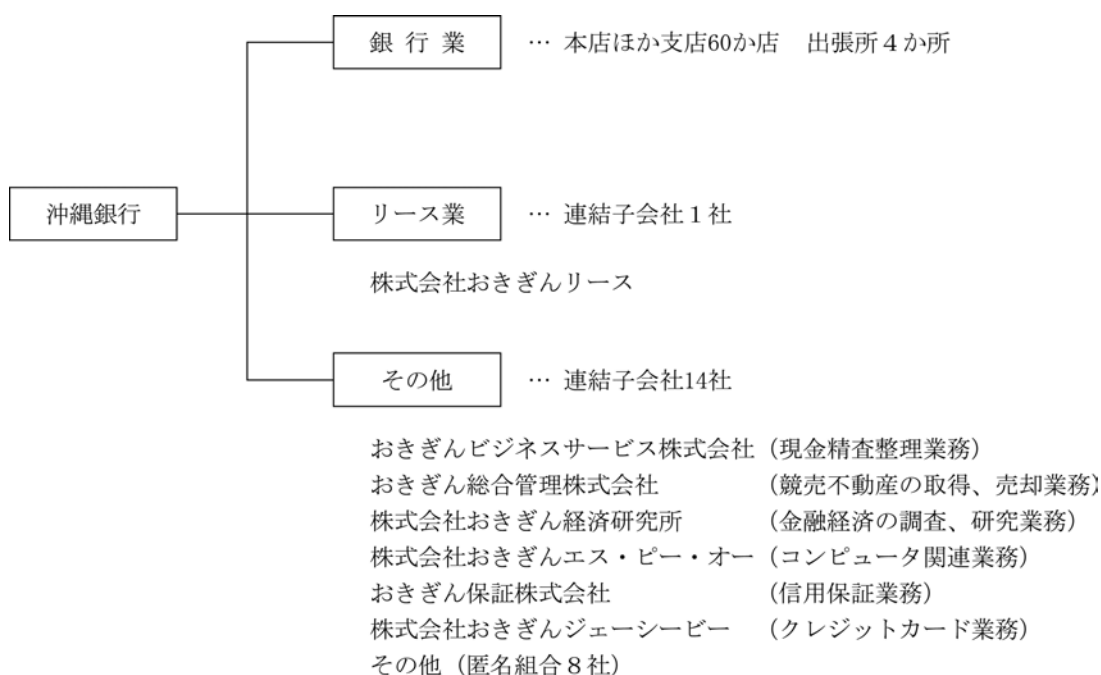 銀 行 業 … 本店ほか支店60か店 出張所4か所
沖縄銀行
リース業 … 連結子会社1社
株式会社おきぎんリース
その他 … 連結子会社14社
おきぎんビジネスサービス株式会社(現金精査整理業務)
おきぎん総合管理株式会社 (競売不動産の取得、売却業務)
株式会社おきぎん経済研究所 (金融経済の調査、研究業務)
株式会社おきぎんエス・ピー・オー(コンピュータ関連業務)
おきぎん保証株式会社 (信用保証業務)
株式会社おきぎんジェーシービー (クレジットカード業務)
その他(匿名組合8社)